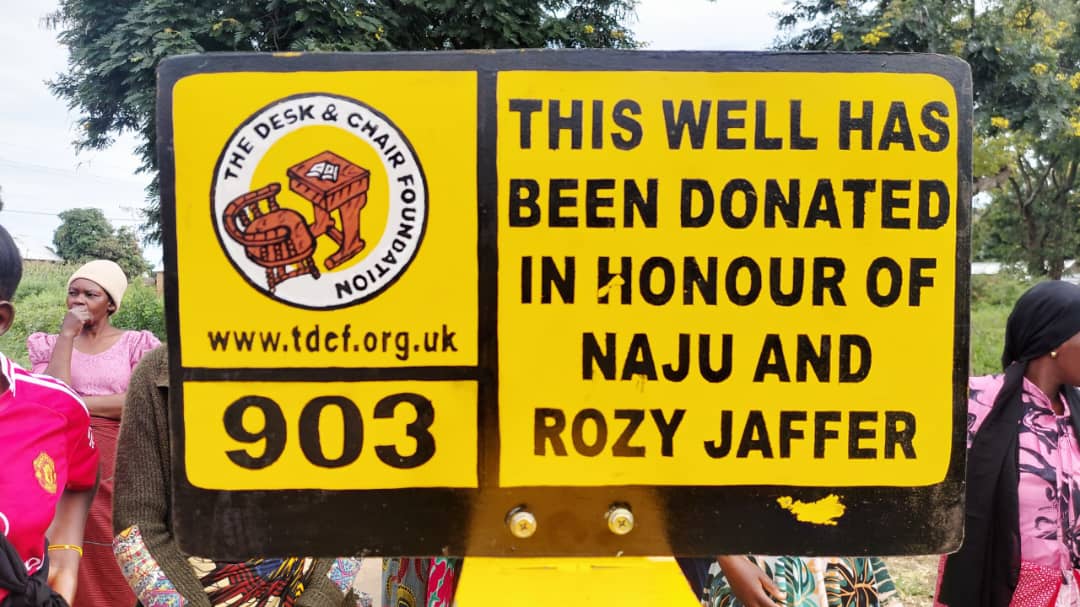 THE DESK & CHAIR FOUNDATION
www.tdcf.org.uk
903
THIS WELL HAS
BEEN DONATED
IN HONOUR OF
NAJU AND
ROZY JAFFER